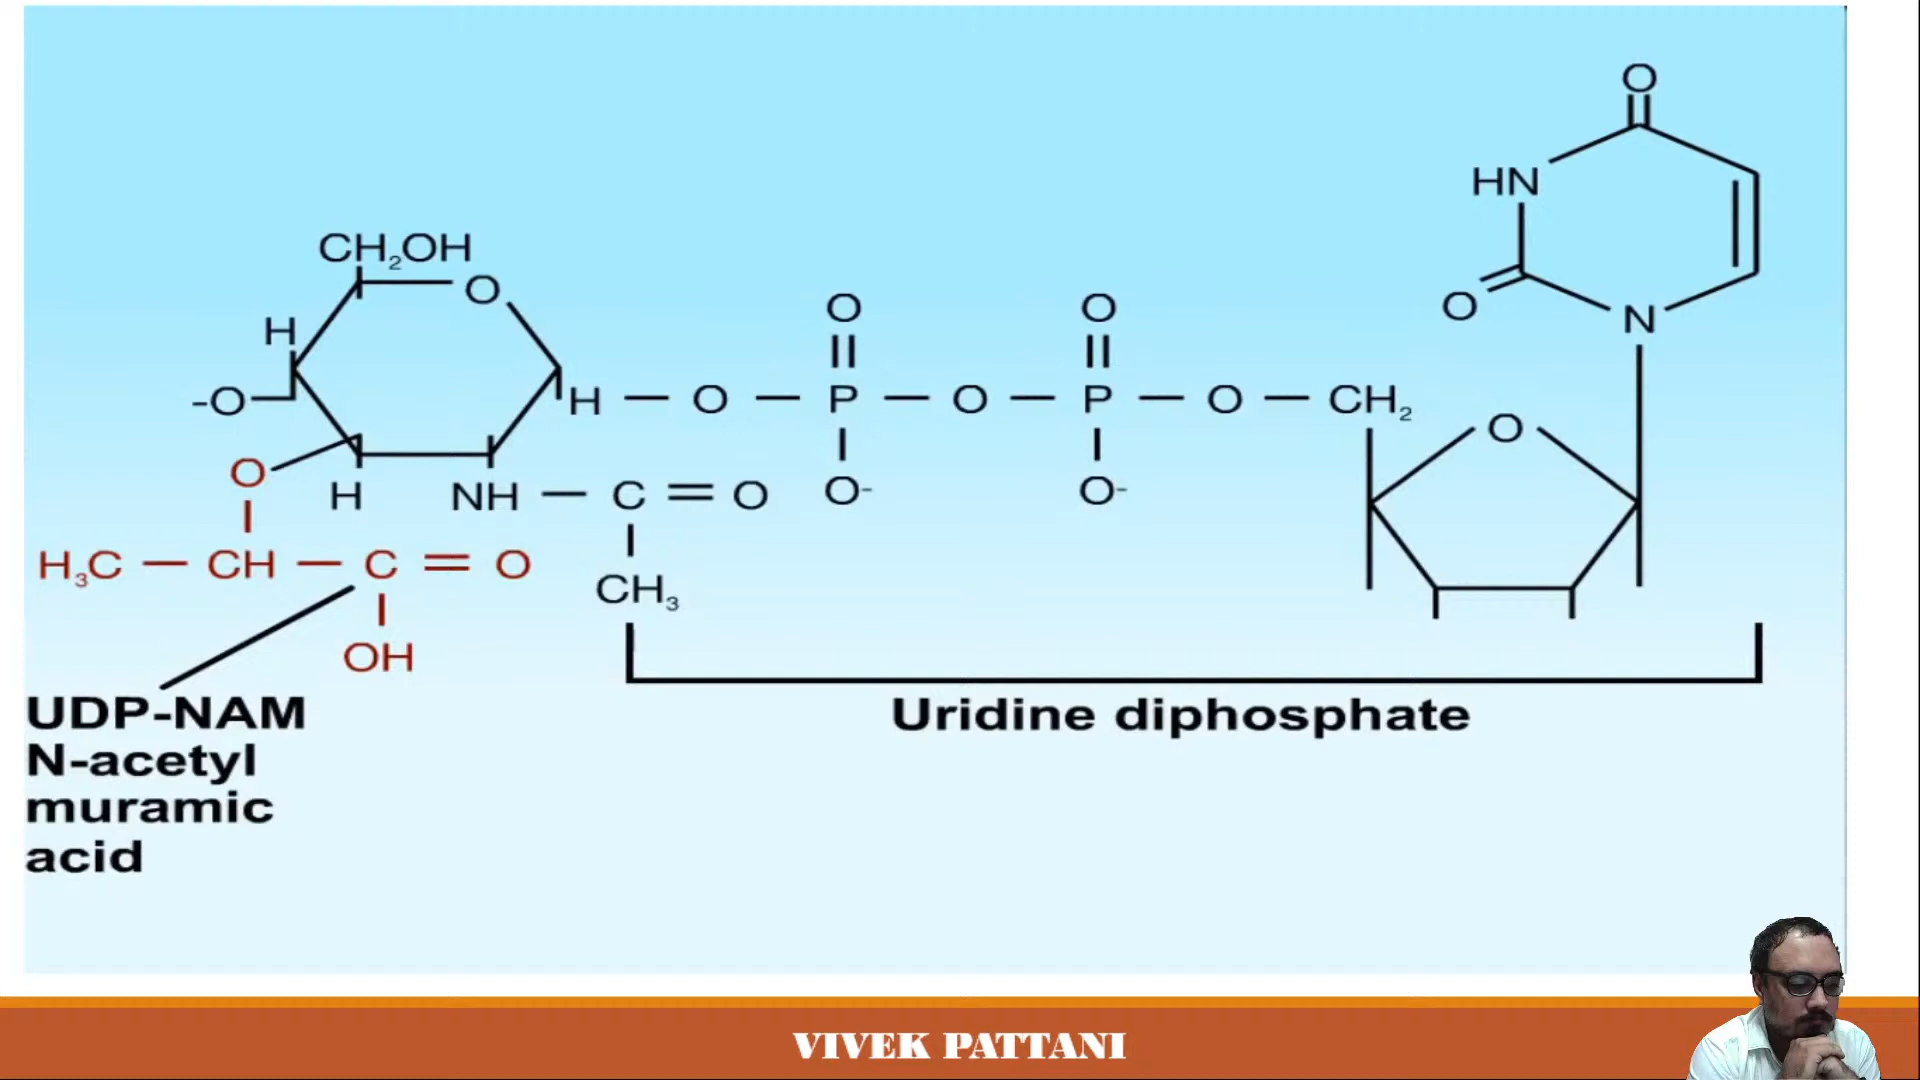 O
HN
O
N
CH₂OH
O
H
-O
H — O — P — O — P — O — CH₂
O
O
O⁻
O⁻
O
O
H
NH — C = O
CH₃
H₃C — CH — C = O
OH
UDP-NAM
N-acetyl
muramic
acid
Uridine diphosphate
VIVEK PATTANI